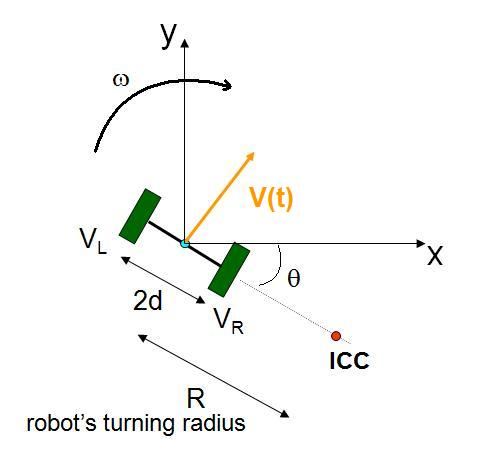 y
ω
V(t)
V_L
X
θ
2d
V_R
ICC
R
robot's turning radius